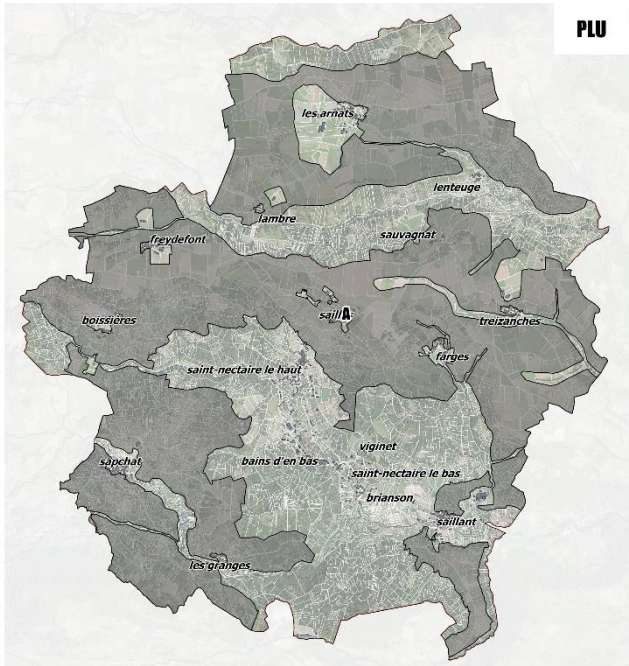 PLU
les arnats
lenteuge
lambre
sauvagnat
freydefont
boissières
A
treizanches
farges
saint-nectaire le haut
viginet
sapchat
bains d'en bas
saint-nectaire le bas
brianson
saillant
les granges